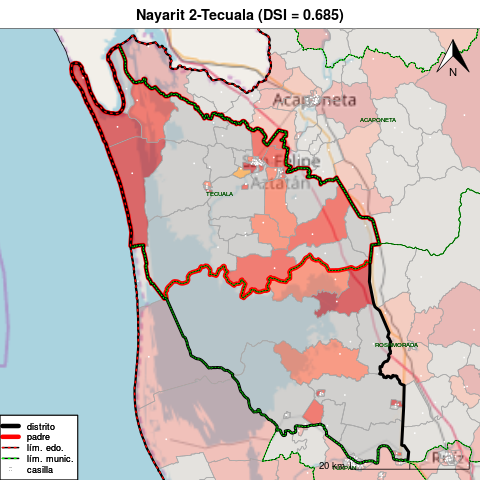 Nayarit 2-Tecuala (DSI = 0.685)
N
Acaponeta
ACAPONETA
San Felipe
Aztatán
TECUALA
ROSAMORADA
distrito
padre
lím. edo.
lím. munic.
casilla
20 km
Ruíz